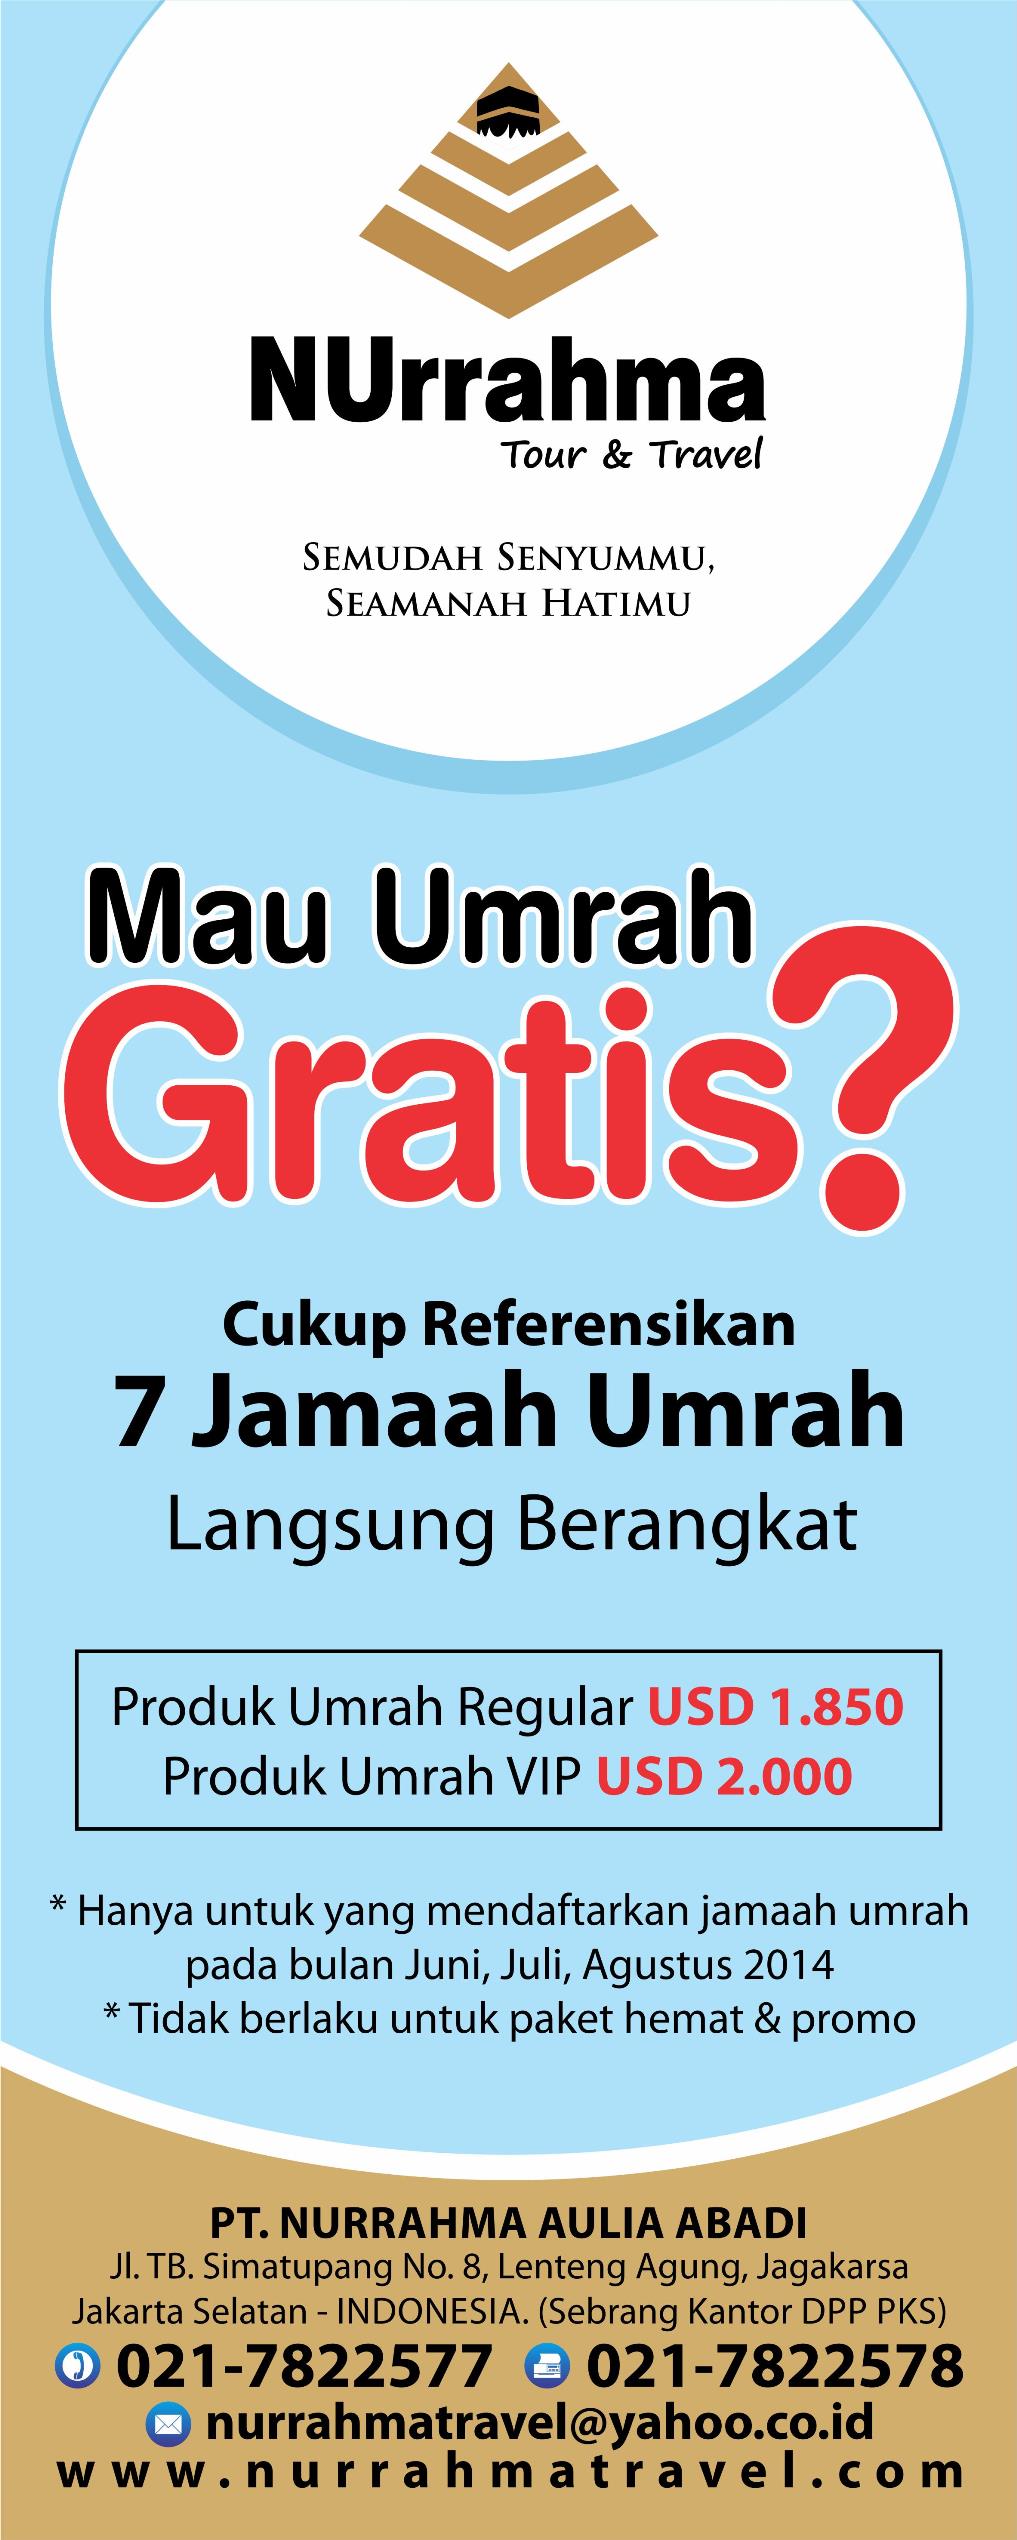 NUrrahma
Tour & Travel
Semudah Senyummu,
Seamanah Hatimu
Mau Umrah
Gratis?
Cukup Referensikan
7 Jamaah Umrah
Langsung Berangkat
Produk Umrah Regular USD 1.850
Produk Umrah VIP USD 2.000
* Hanya untuk yang mendaftarkan jamaah umrah
pada bulan Juni, Juli, Agustus 2014
* Tidak berlaku untuk paket hemat & promo
PT. NURRAHMA AULIA ABADI
Jl. TB. Simatupang No. 8, Lenteng Agung, Jagakarsa
Jakarta Selatan - INDONESIA. (Sebrang Kantor DPP PKS)
021-7822577 021-7822578
nurrahmatravel@yahoo.co.id
www.nurrahmatravel.com